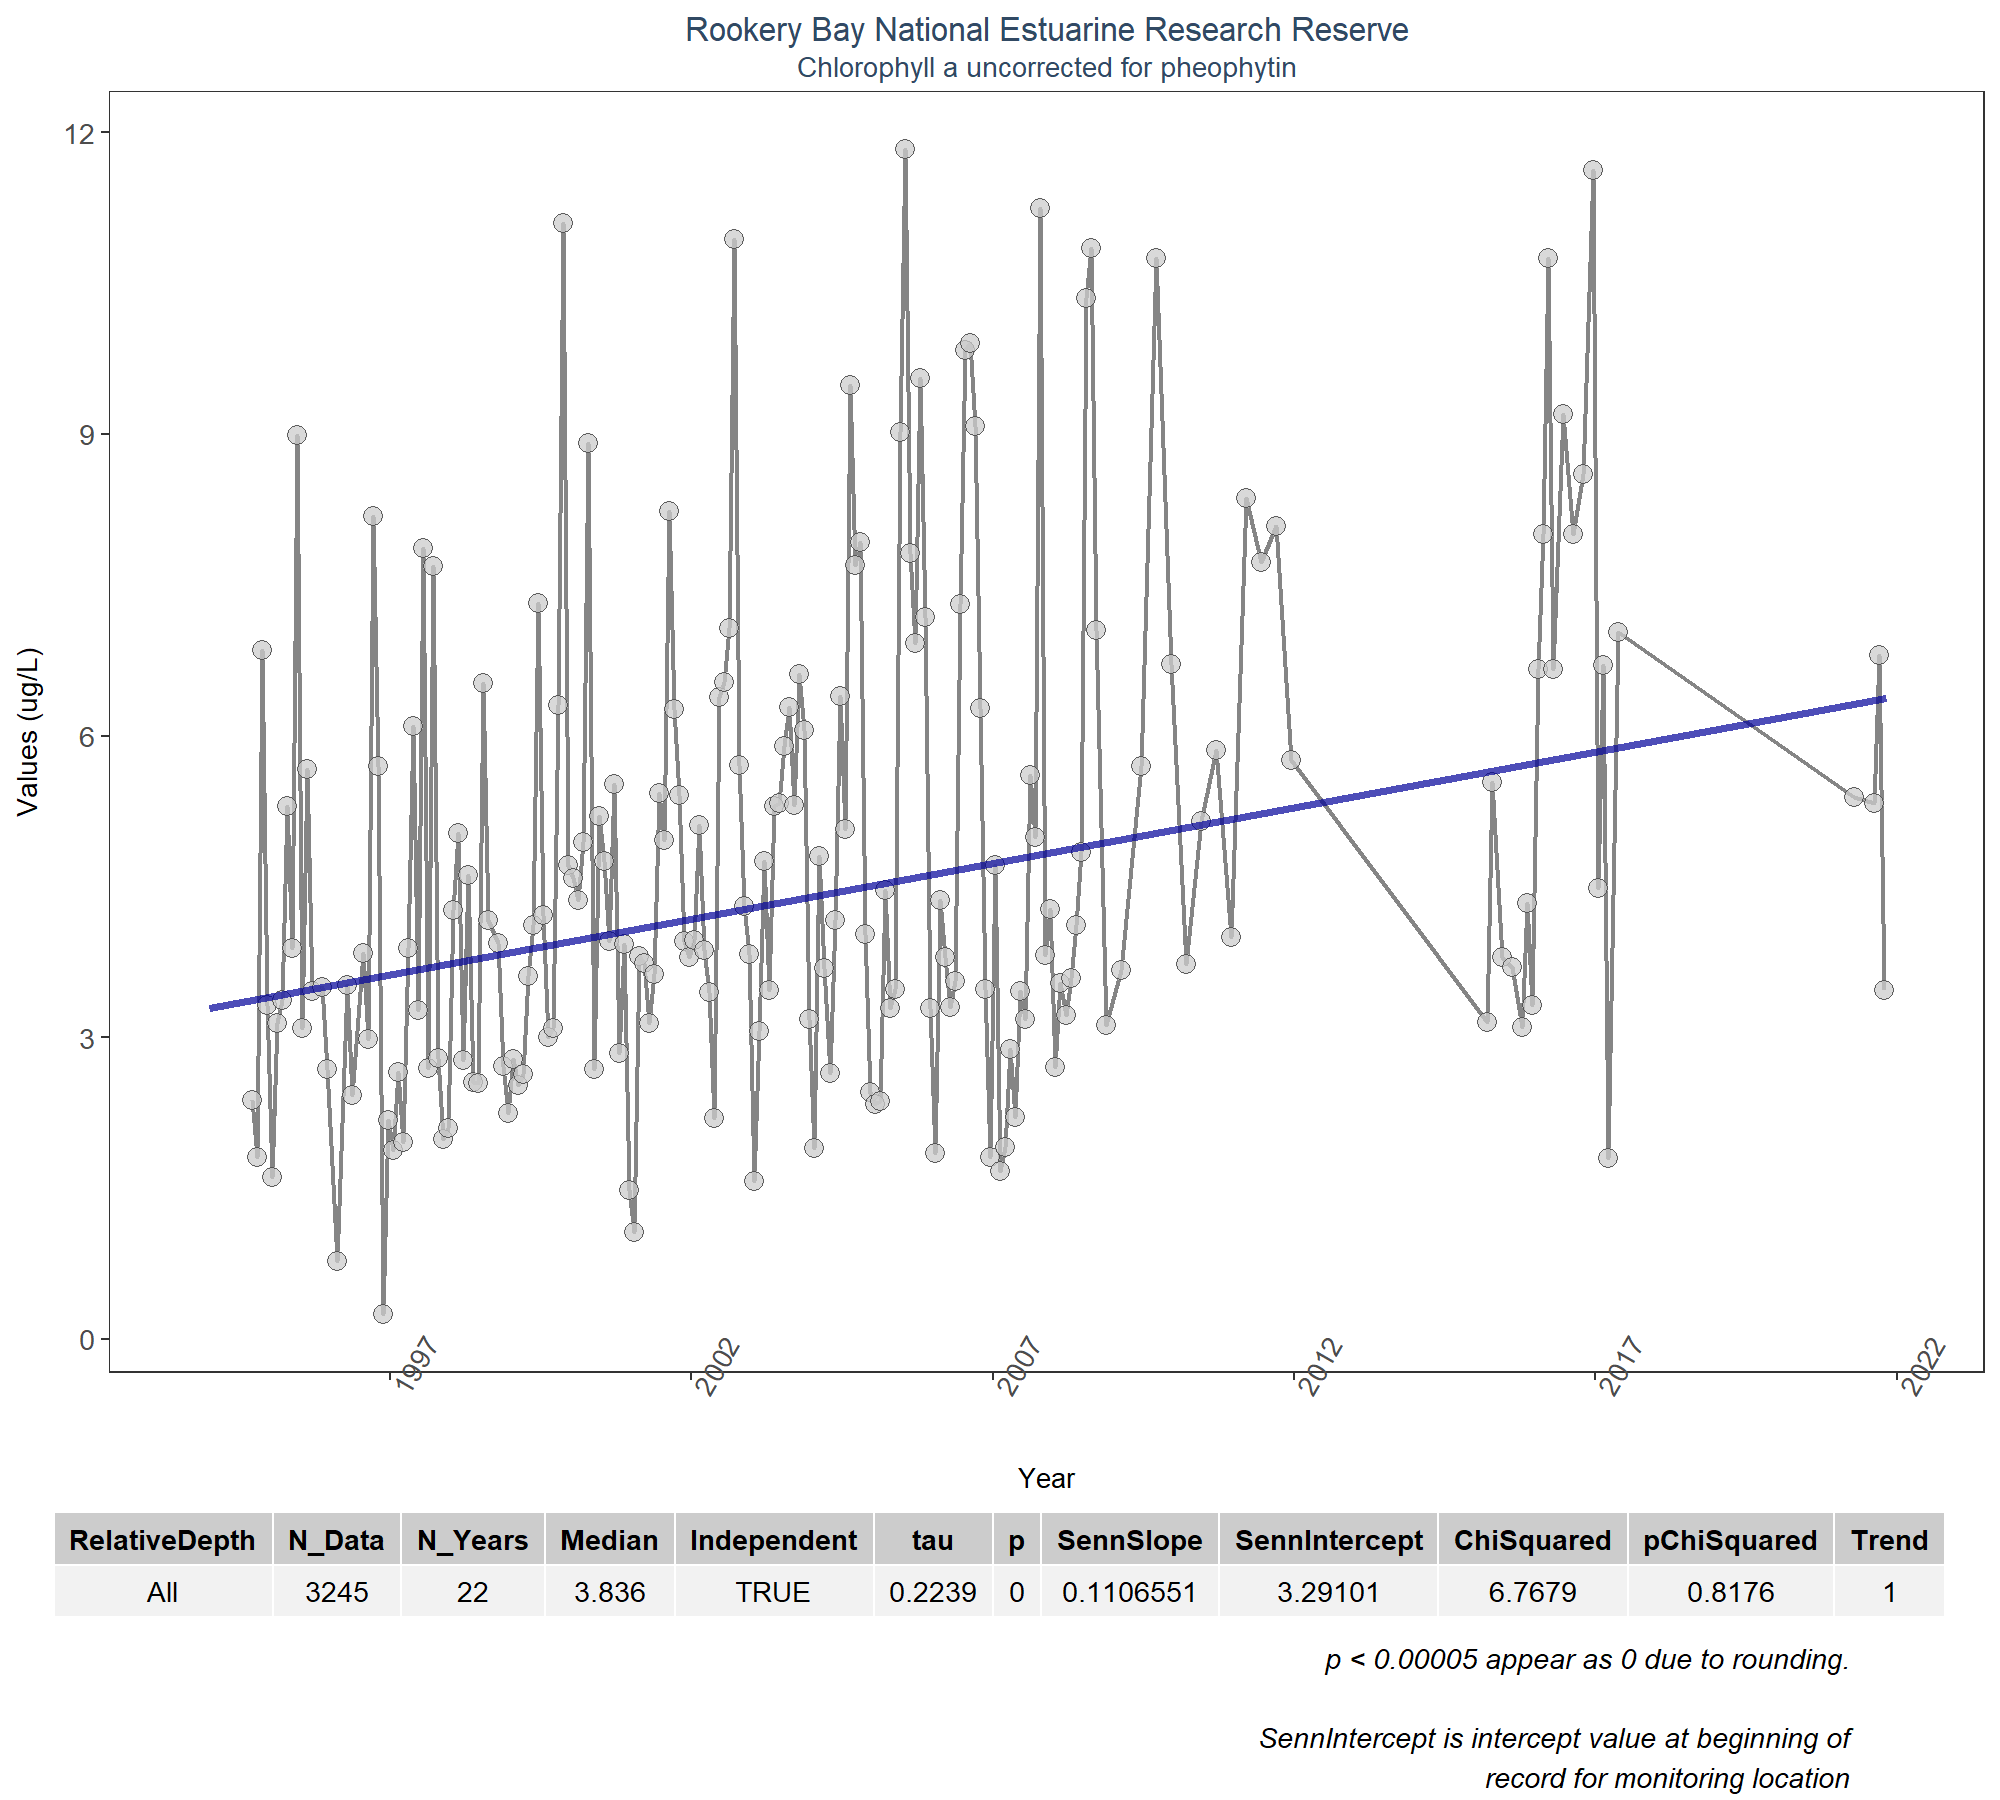 Rookery Bay National Estuarine Research Reserve
Chlorophyll a uncorrected for pheophytin
12
9
6
3
0
Values (ug/L)
1997
2002
2007
2012
2017
2022
Year
RelativeDepth N_Data N_Years Median Independent tau p SennSlope SennIntercept ChiSquared pChiSquared Trend
All 3245 22 3.836 TRUE 0.2239 0 0.1106551 3.29101 6.7679 0.8176 1
p < 0.00005 appear as 0 due to rounding.
SennIntercept is intercept value at beginning of
record for monitoring location